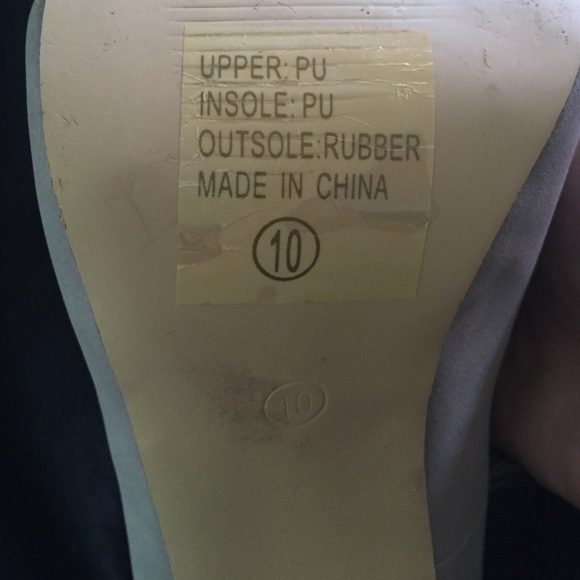 UPPER: PU
INSOLE: PU
OUTSOLE:RUBBER
MADE IN CHINA
10
10